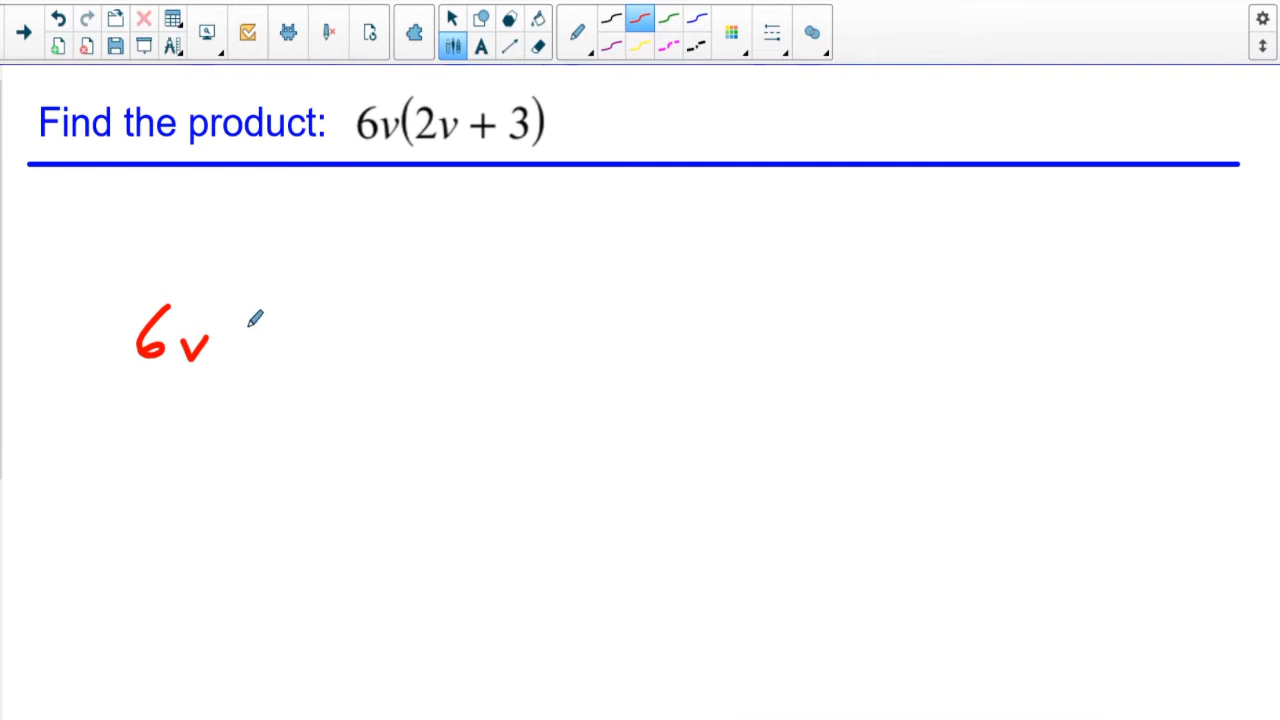 Find the product: 6v(2v + 3)
6v